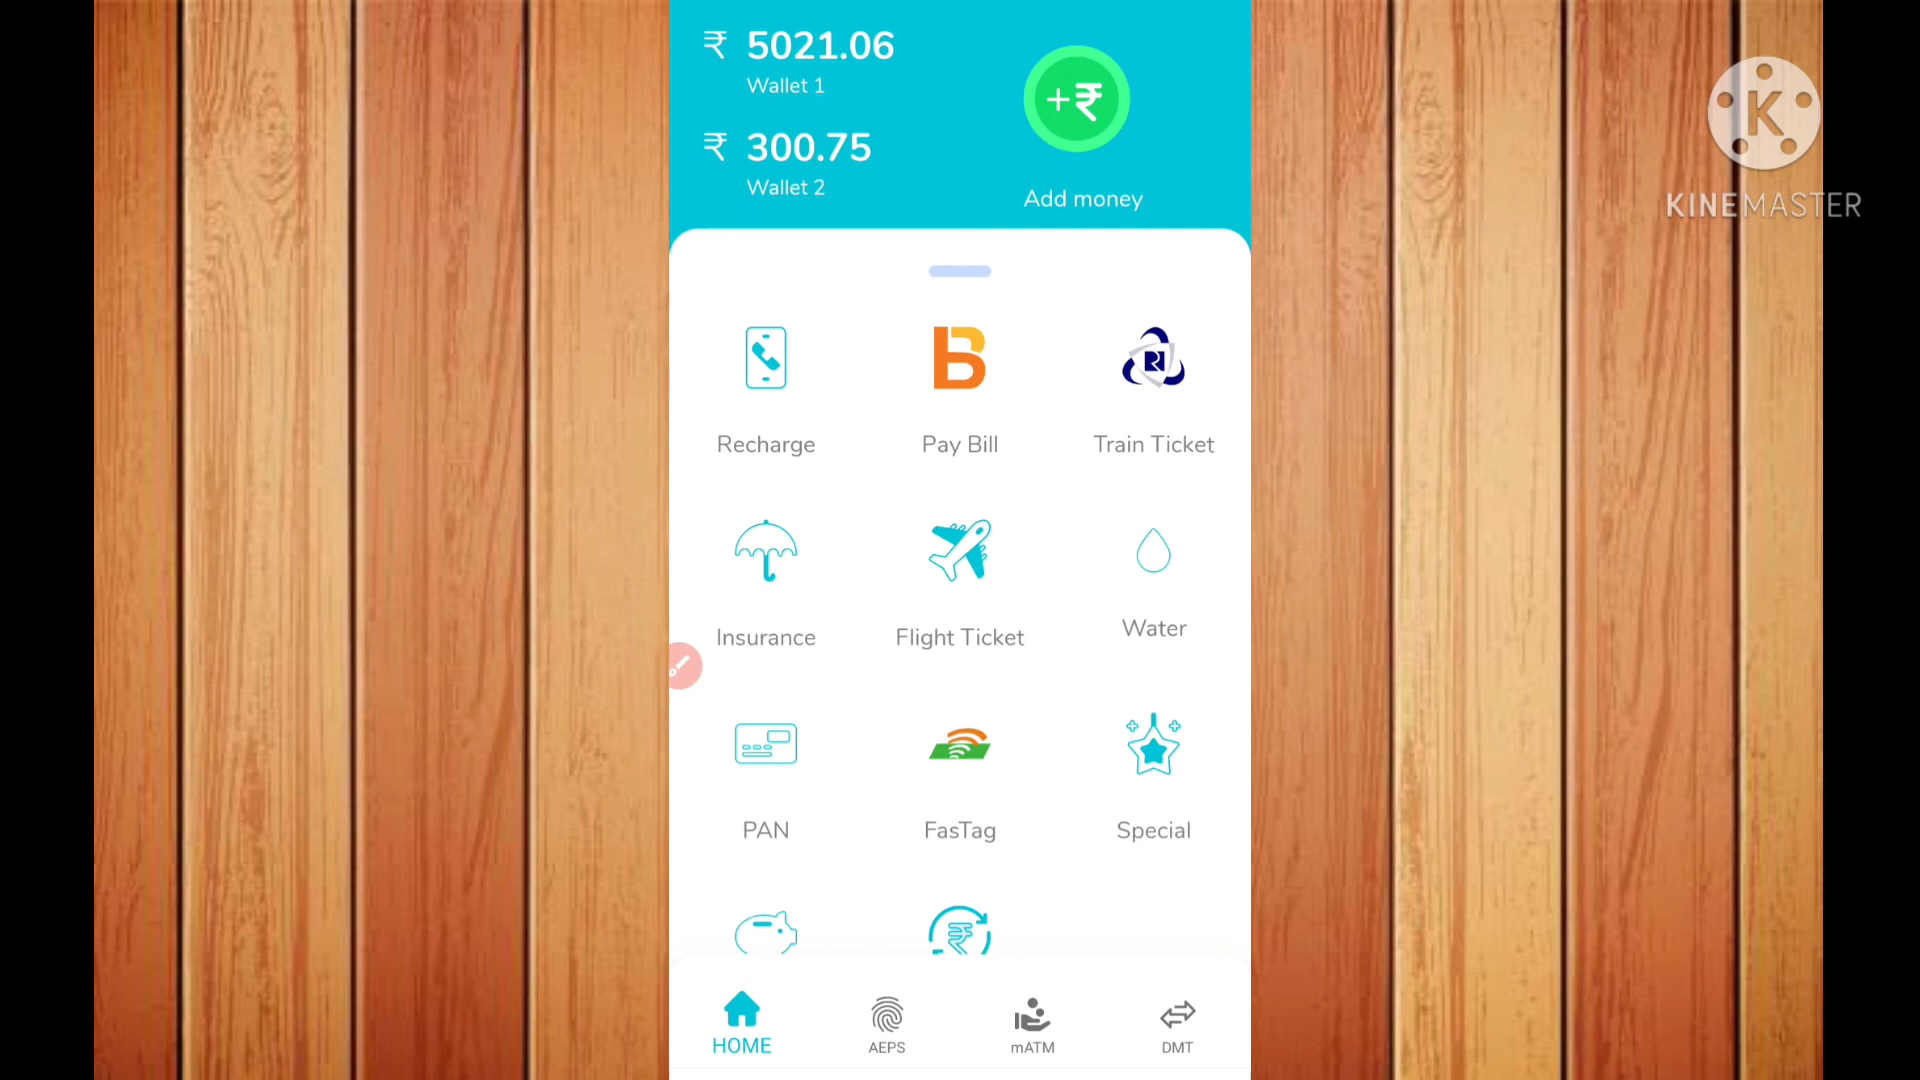 ₹ 5021.06
Wallet 1
₹ 300.75
Wallet 2
+₹
Add money
K
KINEMASTER
Recharge
Pay Bill
Train Ticket
Insurance
Flight Ticket
Water
PAN
FasTag
Special
₹
HOME
AEPS
mATM
DMT